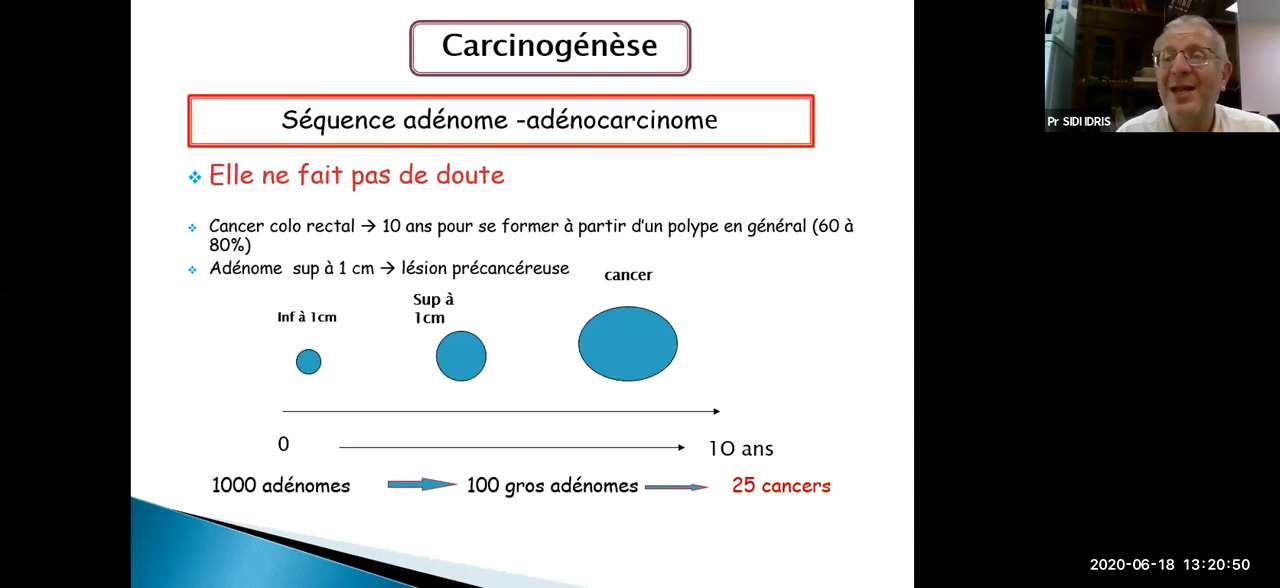 Carcinogénèse
Séquence adénome -adénocarcinome
Elle ne fait pas de doute
Cancer colo rectal → 10 ans pour se former à partir d'un polype en général (60 à
80%)
Adénome sup à 1 cm → lésion précancéreuse
cancer
Sup à
1cm
Inf à 1cm
0
10 ans
1000 adénomes
100 gros adénomes
25 cancers
Pr SIDI IDRIS
2020-06-18 13:20:50